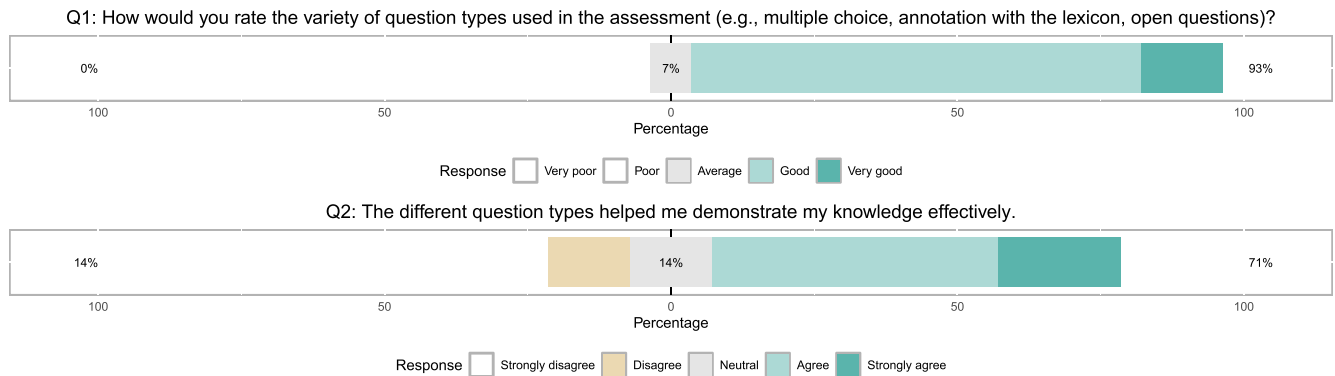 Q1: How would you rate the variety of question types used in the assessment (e.g., multiple choice, annotation with the lexicon, open questions)?
0% 7% 93%
100 50 0 50 100
Percentage
Response Very poor Poor Average Good Very good
Q2: The different question types helped me demonstrate my knowledge effectively.
14% 14% 71%
100 50 0 50 100
Percentage
Response Strongly disagree Disagree Neutral Agree Strongly agree